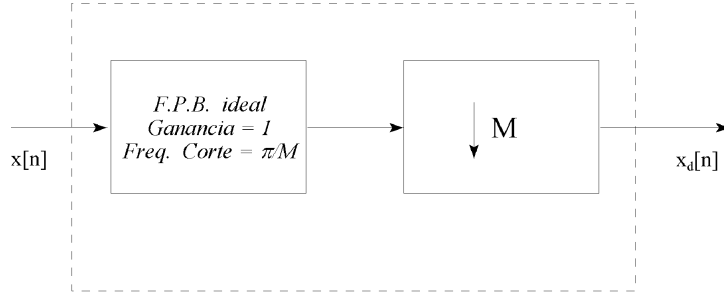 F.P.B. ideal
Ganancia = 1
Freq. Corte = π/M
M
x[n]
x_d[n]